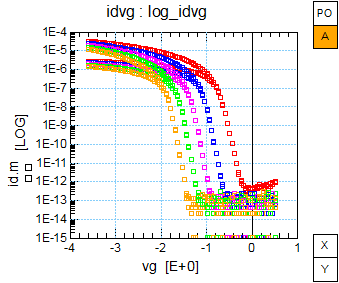 idvg : log_idvg
PO
A
1E-4
1E-5
1E-6
1E-7
1E-8
1E-9
1E-10
1E-11
1E-12
1E-13
1E-14
1E-15
id.m [LOG]
-4 -3 -2 -1 0 1
vg [E+0]
X
Y